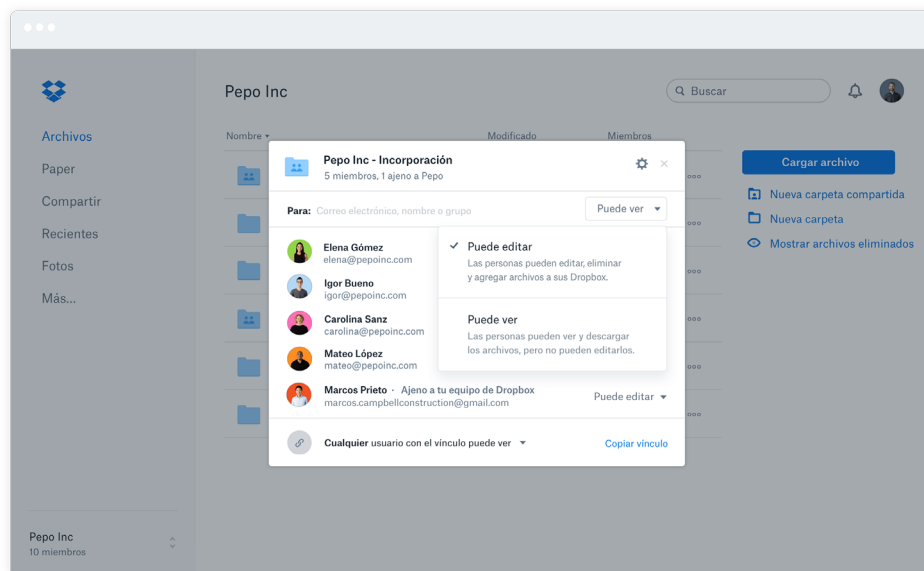 Pepo Inc
Buscar
Archivos
Paper
Compartir
Recientes
Fotos
Más...
Nombre
Modificado
Miembros
Cargar archivo
Nueva carpeta compartida
Nueva carpeta
Mostrar archivos eliminados
Pepo Inc - Incorporación
5 miembros, 1 ajeno a Pepo
Para: Correo electrónico, nombre o grupo
Puede ver
Elena Gómez
elena@pepoinc.com
Igor Bueno
igor@pepoinc.com
Carolina Sanz
carolina@pepoinc.com
Mateo López
mateo@pepoinc.com
Marcos Prieto · Ajeno a tu equipo de Dropbox
marcos.campbellconstruction@gmail.com
Puede editar
Puede editar
Las personas pueden editar, eliminar
y agregar archivos a sus Dropbox.
Puede ver
Las personas pueden ver y descargar
los archivos, pero no pueden editarlos.
Cualquier usuario con el vínculo puede ver
Copiar vínculo
Pepo Inc
10 miembros